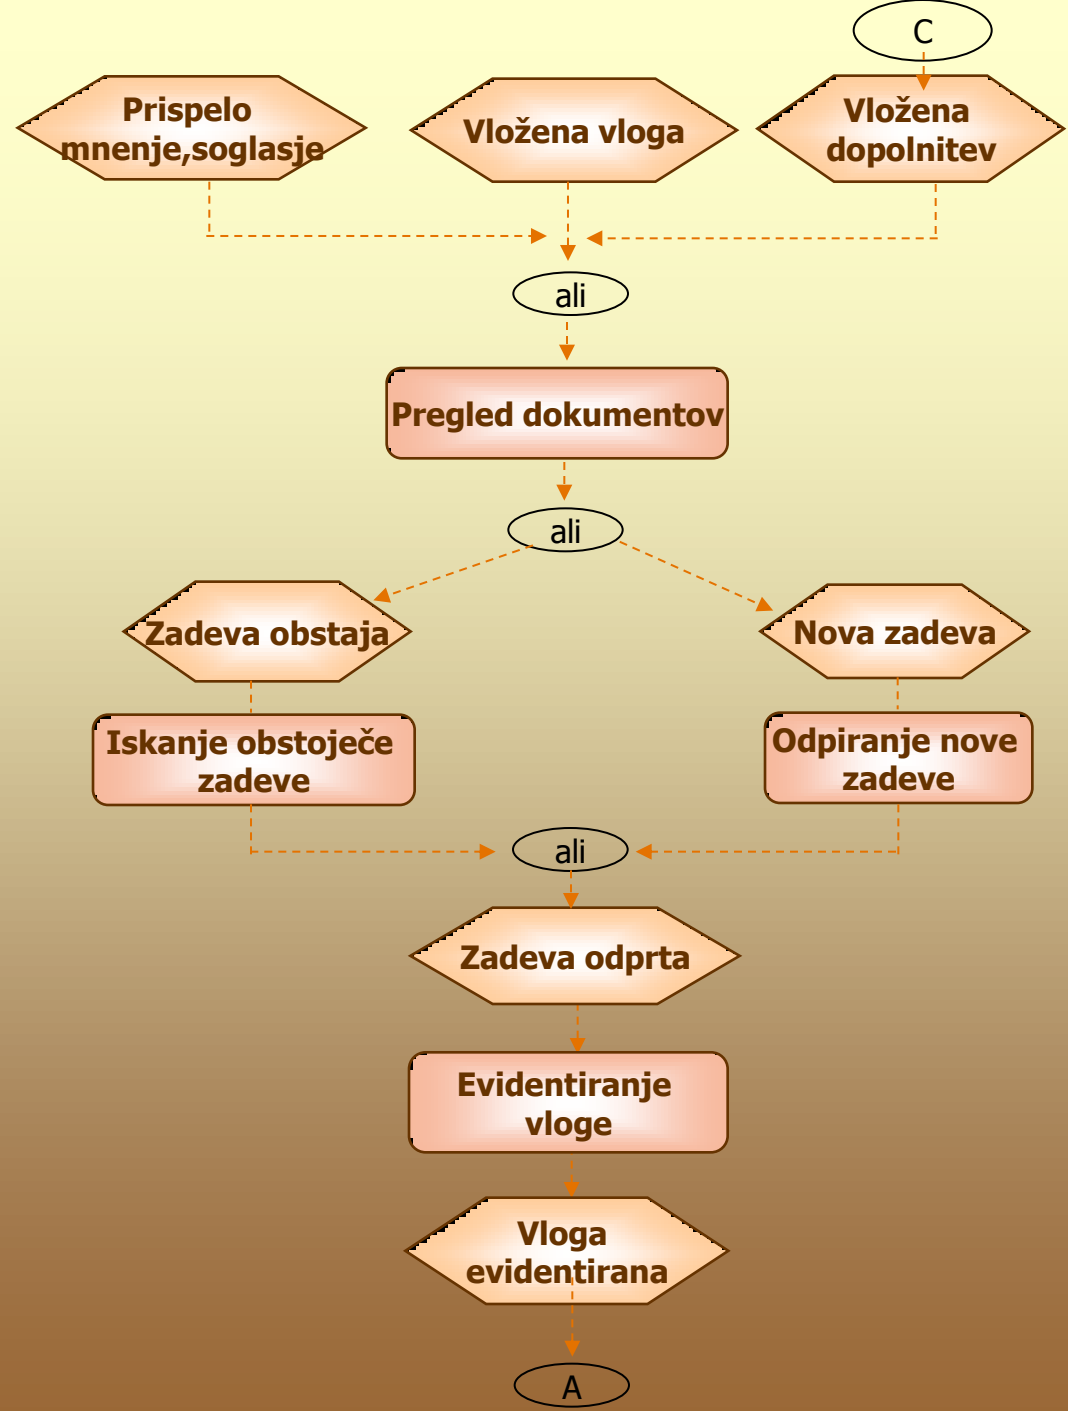 C
Prispelo
mnenje,soglasje
Vložena vloga
Vložena
dopolnitev
ali
Pregled dokumentov
ali
Zadeva obstaja
Nova zadeva
Iskanje obstoječe
zadeve
Odpiranje nove
zadeve
ali
Zadeva odprta
Evidentiranje
vloge
Vloga
evidentirana
A